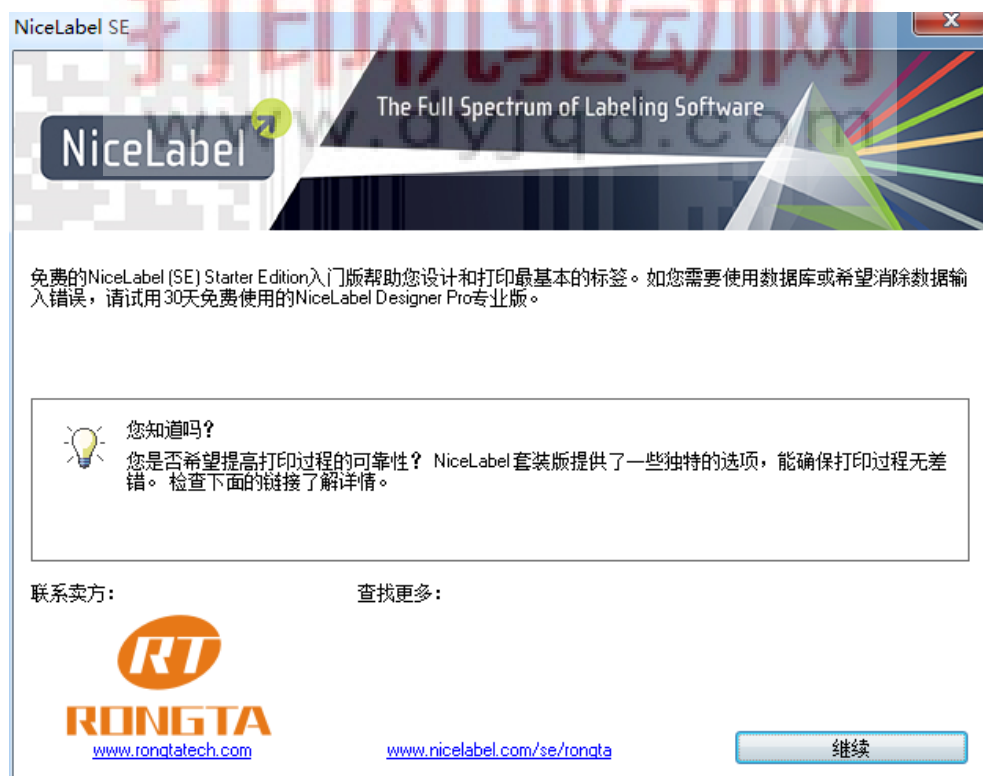 打印机驱动网
www.dyjqd.com
NiceLabel SE
The Full Spectrum of Labeling Software
NiceLabel
免费的NiceLabel (SE) Starter Edition入门版帮助您设计和打印最基本的标签。如您需要使用数据库或希望消除数据输
入错误，请试用30天免费使用的NiceLabel Designer Pro专业版。
您知道吗？
您是否希望提高打印过程的可靠性？ NiceLabel套装版提供了一些独特的选项，能确保打印过程无差
错。 检查下面的链接了解详情。
联系卖方：
查找更多：
RT
RONGTA
www.rongtatech.com
www.nicelabel.com/se/rongta
继续